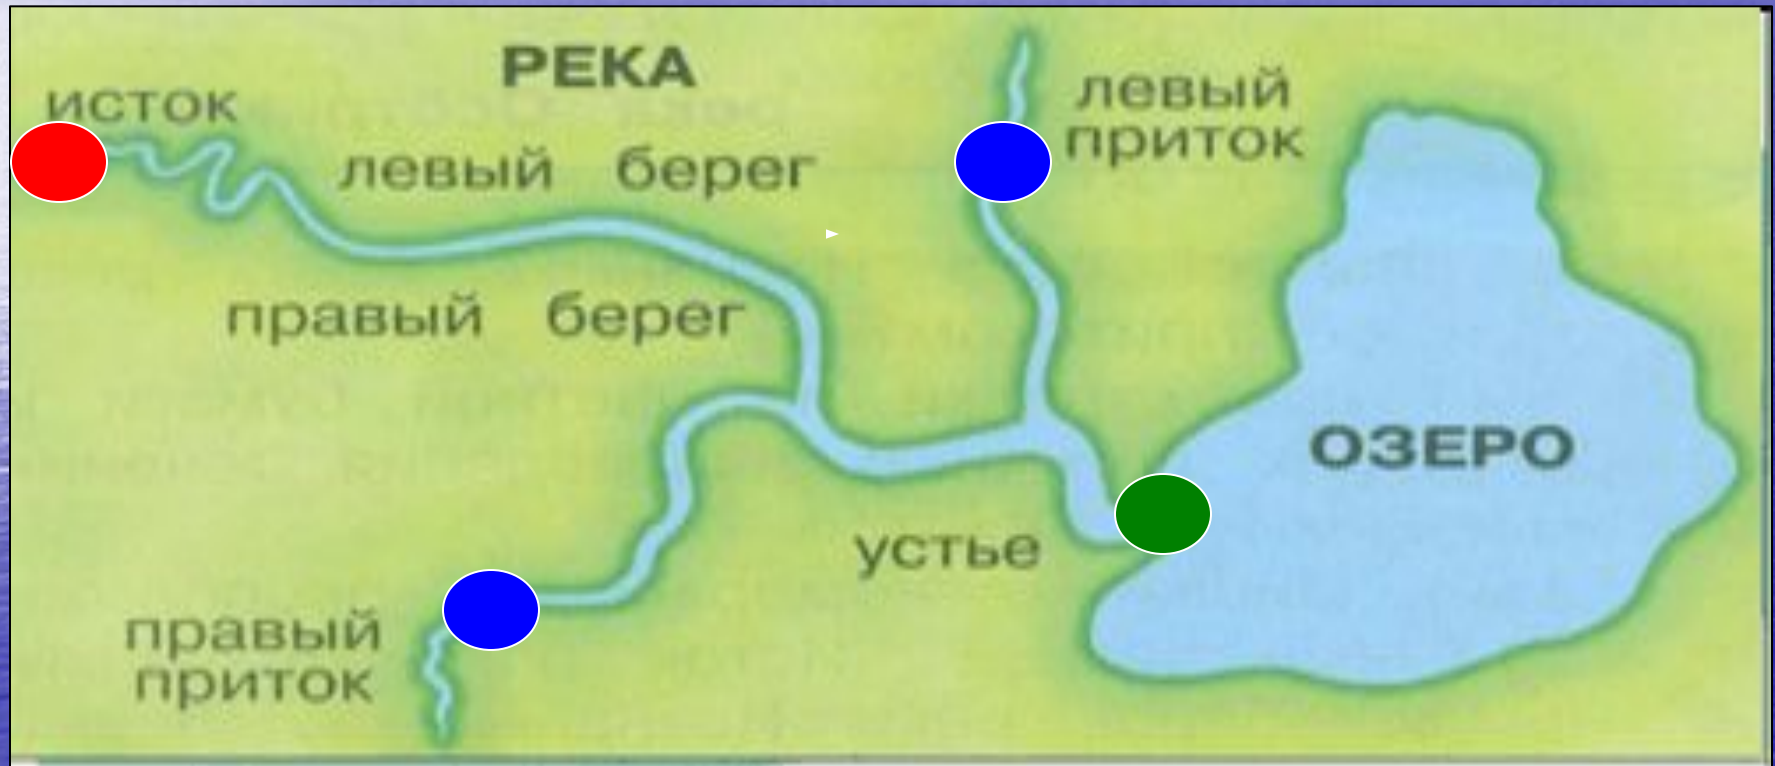 РЕКА
исток
левый берег
левый
приток
правый берег
ОЗЕРО
устье
правый
приток